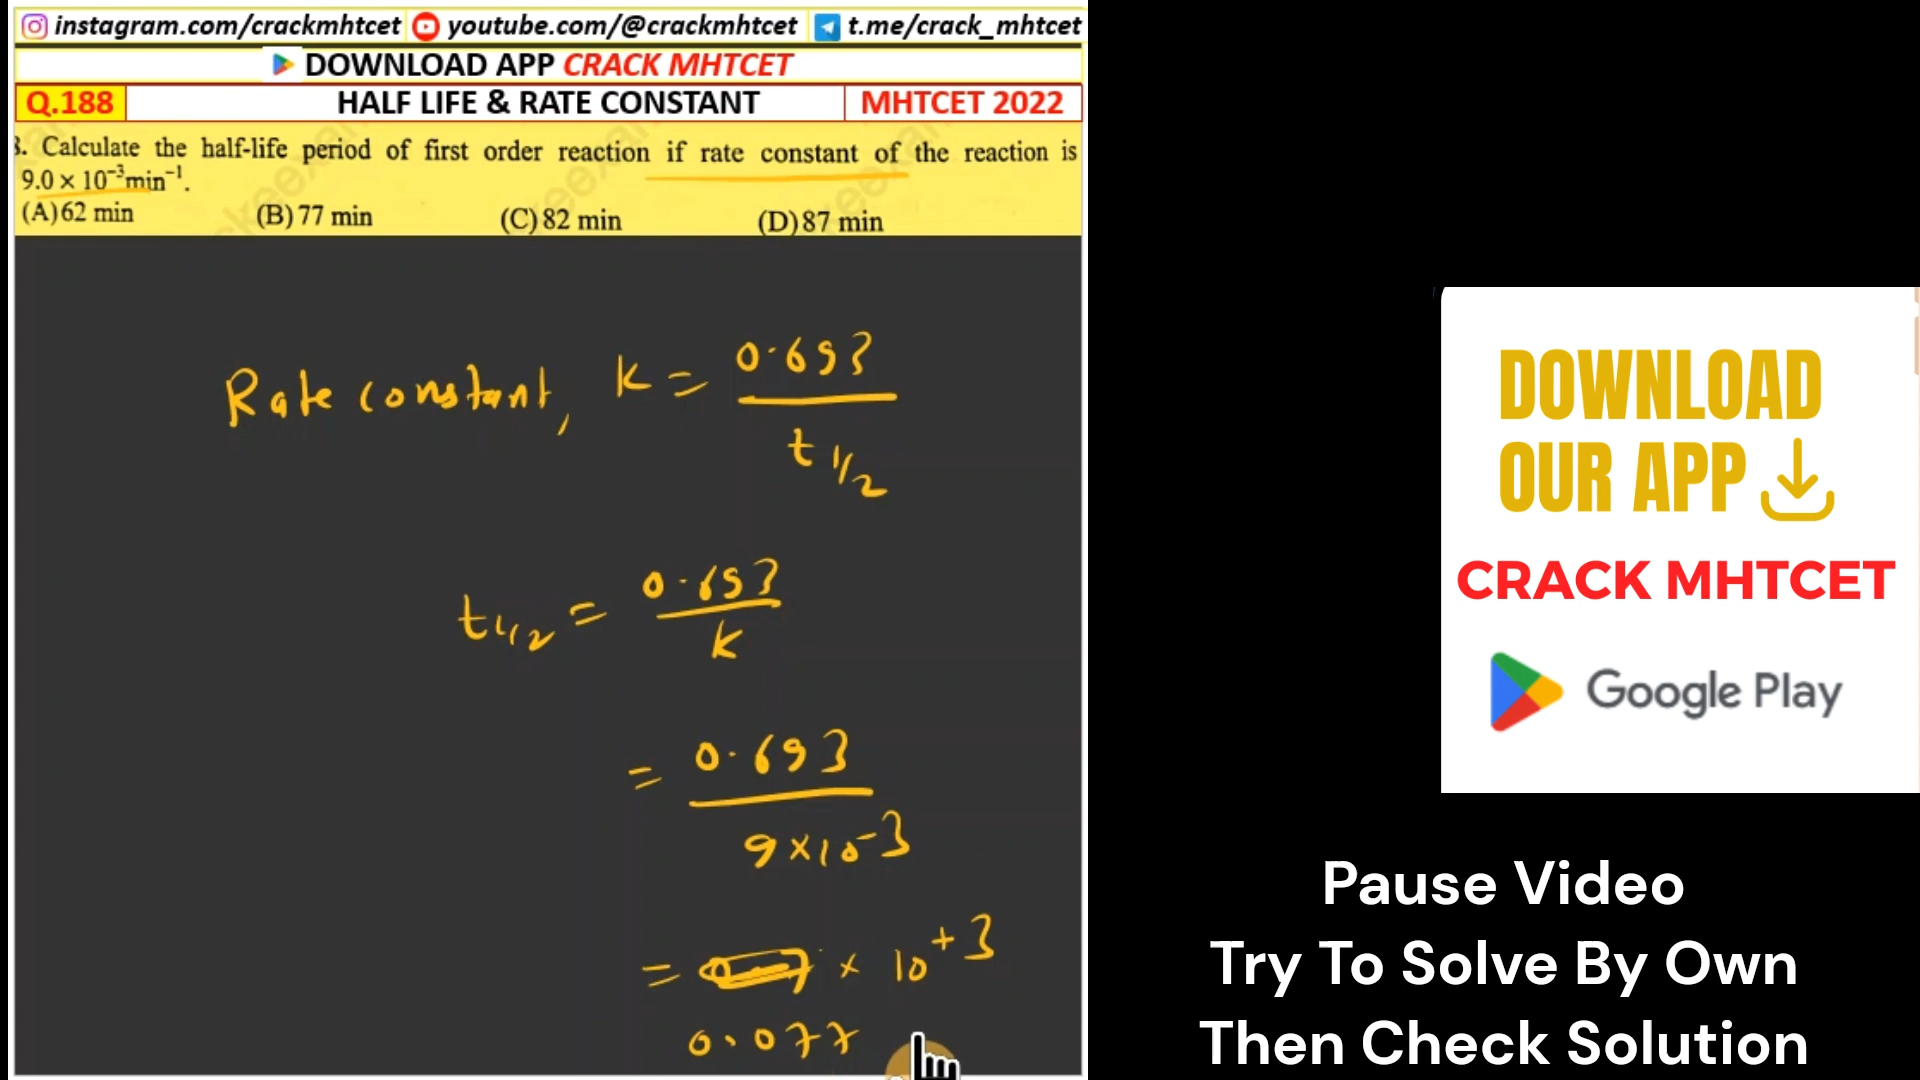 instagram.com/crackmhtcet youtube.com/@crackmhtcet t.me/crack_mhtcet
DOWNLOAD APP CRACK MHTCET
Q.188 HALF LIFE & RATE CONSTANT MHTCET 2022
. Calculate the half-life period of first order reaction if rate constant of the reaction is
9.0 × 10⁻³min⁻¹.
(A) 62 min (B) 77 min (C) 82 min (D) 87 min
Rate constant, k = 0.693
t 1/2
t1/2 = 0.693
k
= 0.693
9×10⁻³
= × 10⁺³
0.077
DOWNLOAD
OUR APP
CRACK MHTCET
Google Play
Pause Video
Try To Solve By Own
Then Check Solution